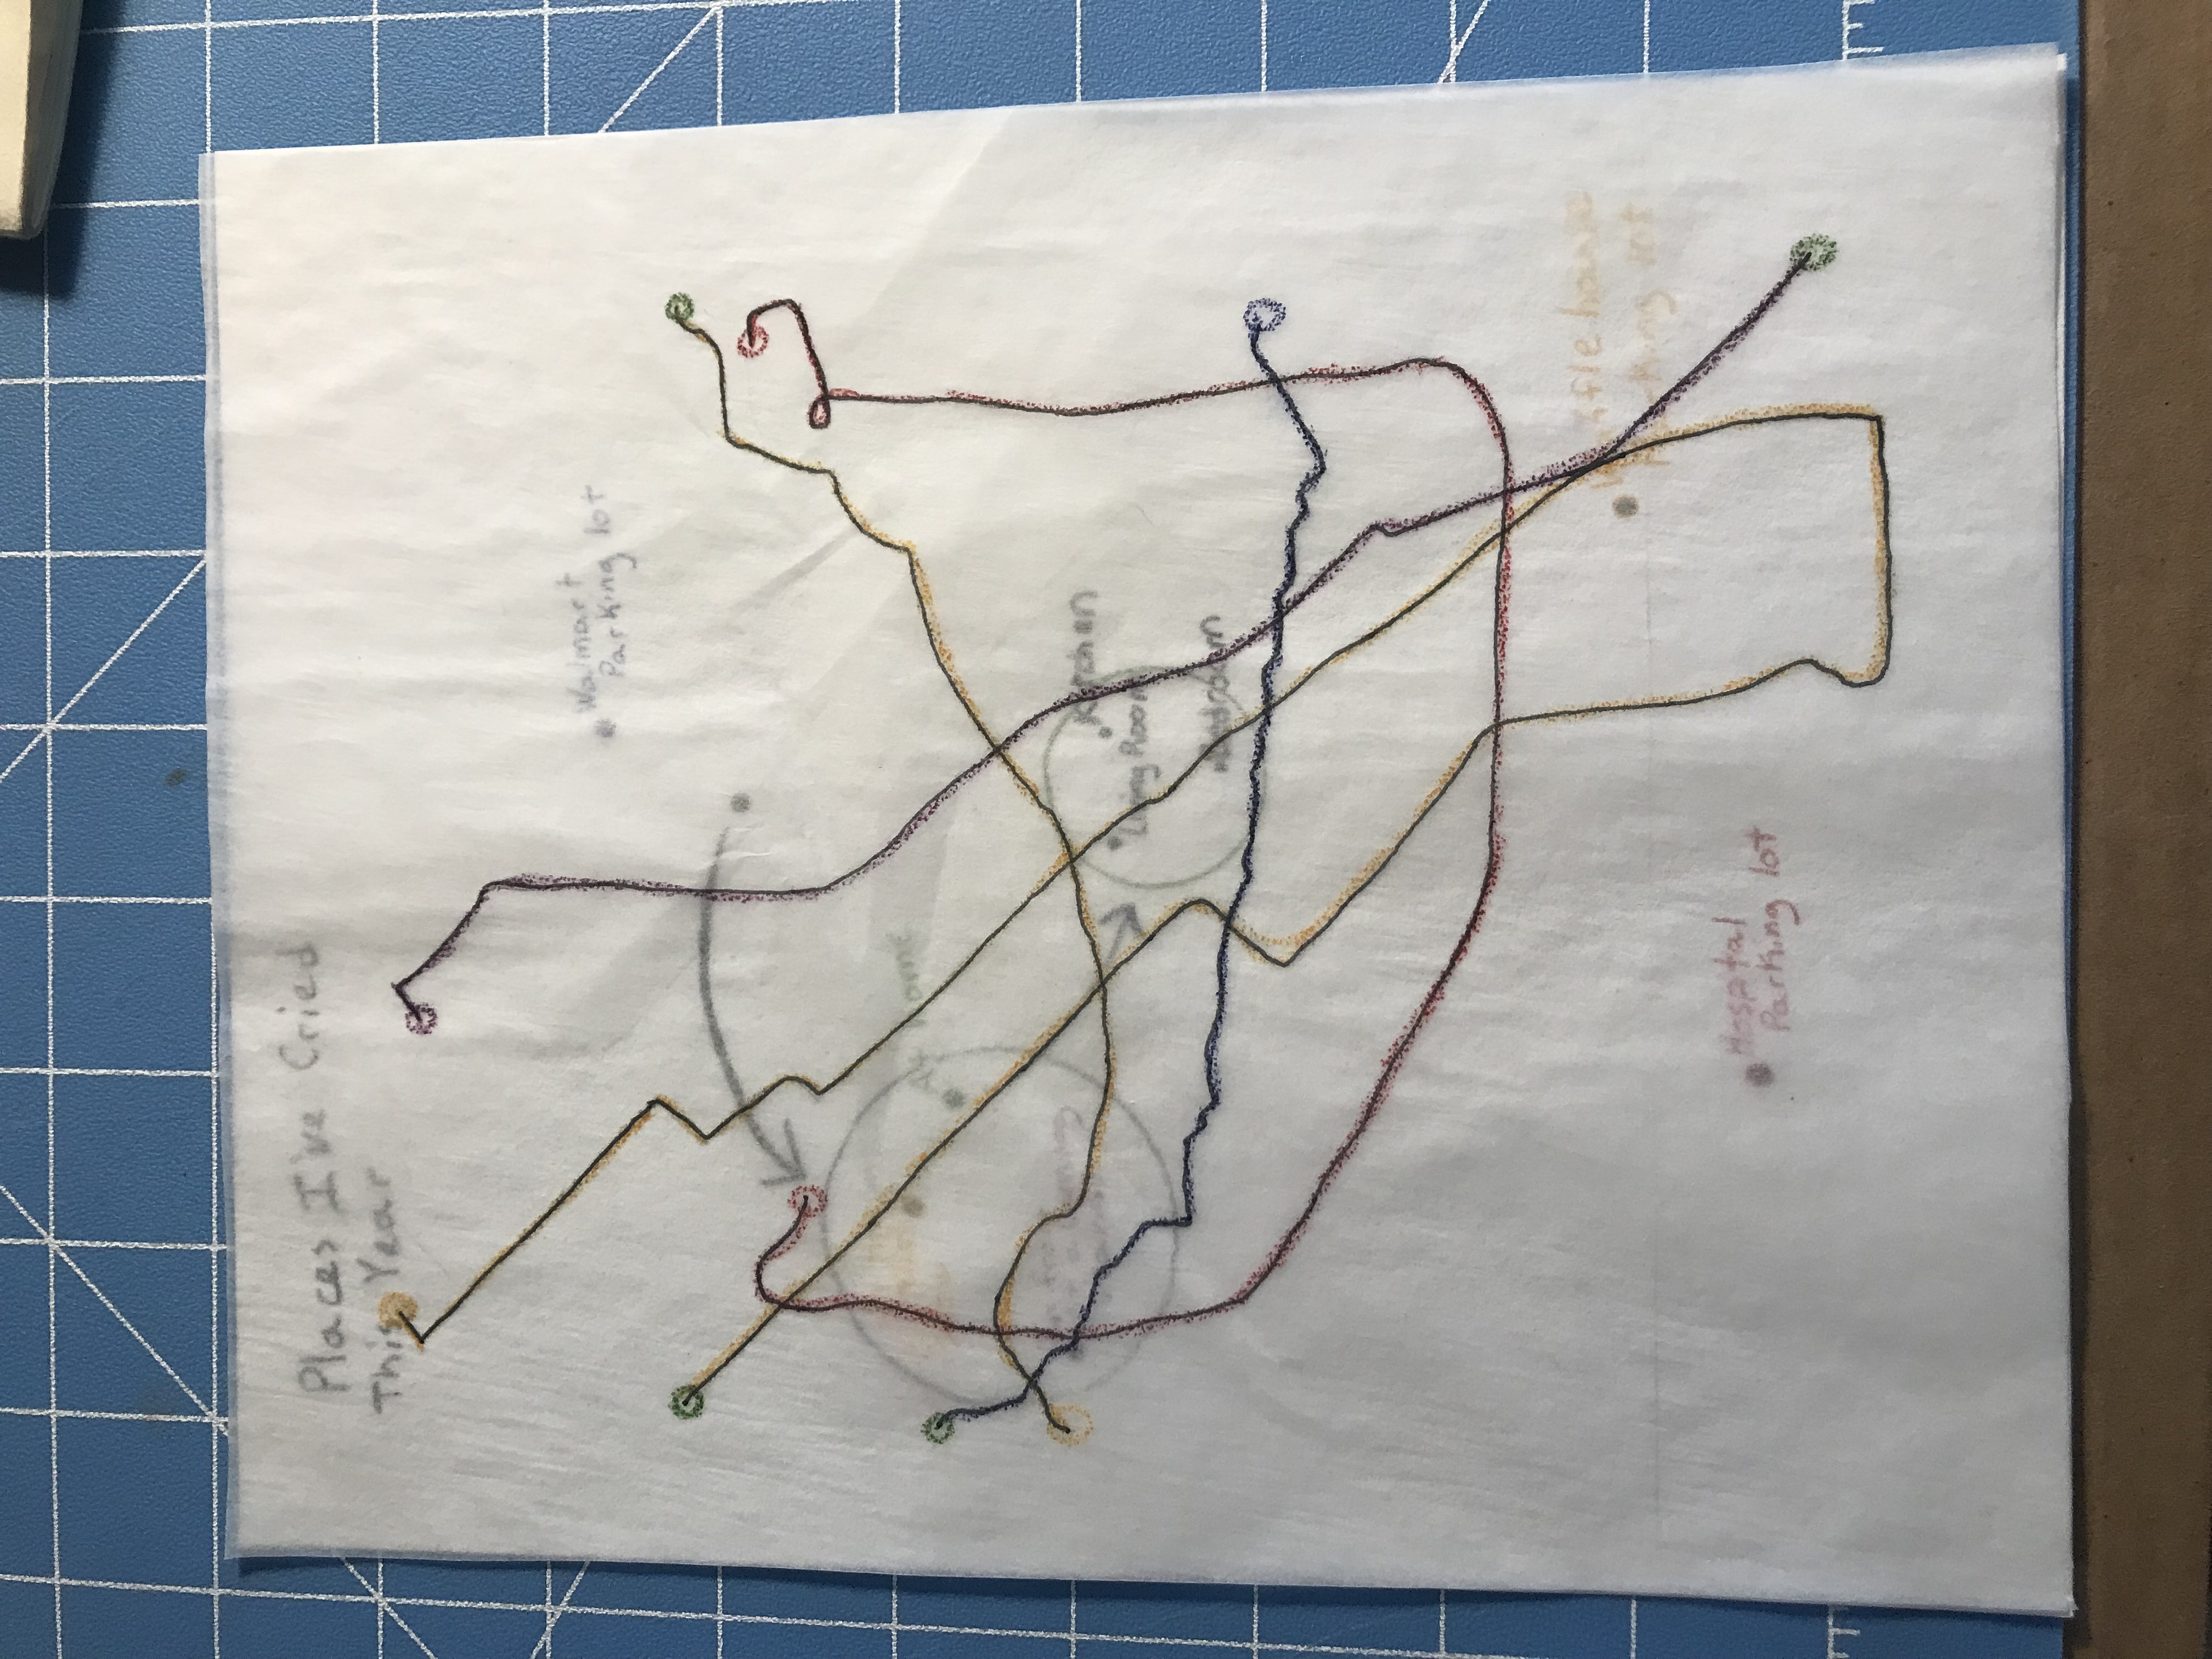 Places I've Cried
This Year
Walmart
Parking lot
At home
Kitchen
Living Room
Bedroom
Waffle house
Parking lot
Hospital
Parking lot